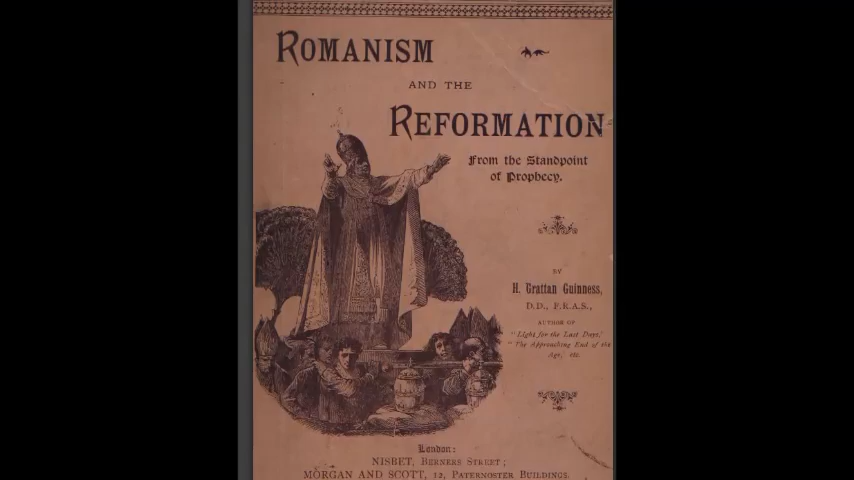 ROMANISM
AND THE
REFORMATION
From the Standpoint
of Prophecy.
BY
H. Grattan Guinness,
D.D., F.R.A.S.,
AUTHOR OF
"Light for the Last Days,"
"The Approaching End of the
Age," etc.
London:
NISBET, BERNERS STREET;
MORGAN AND SCOTT, 12, PATERNOSTER BUILDINGS.